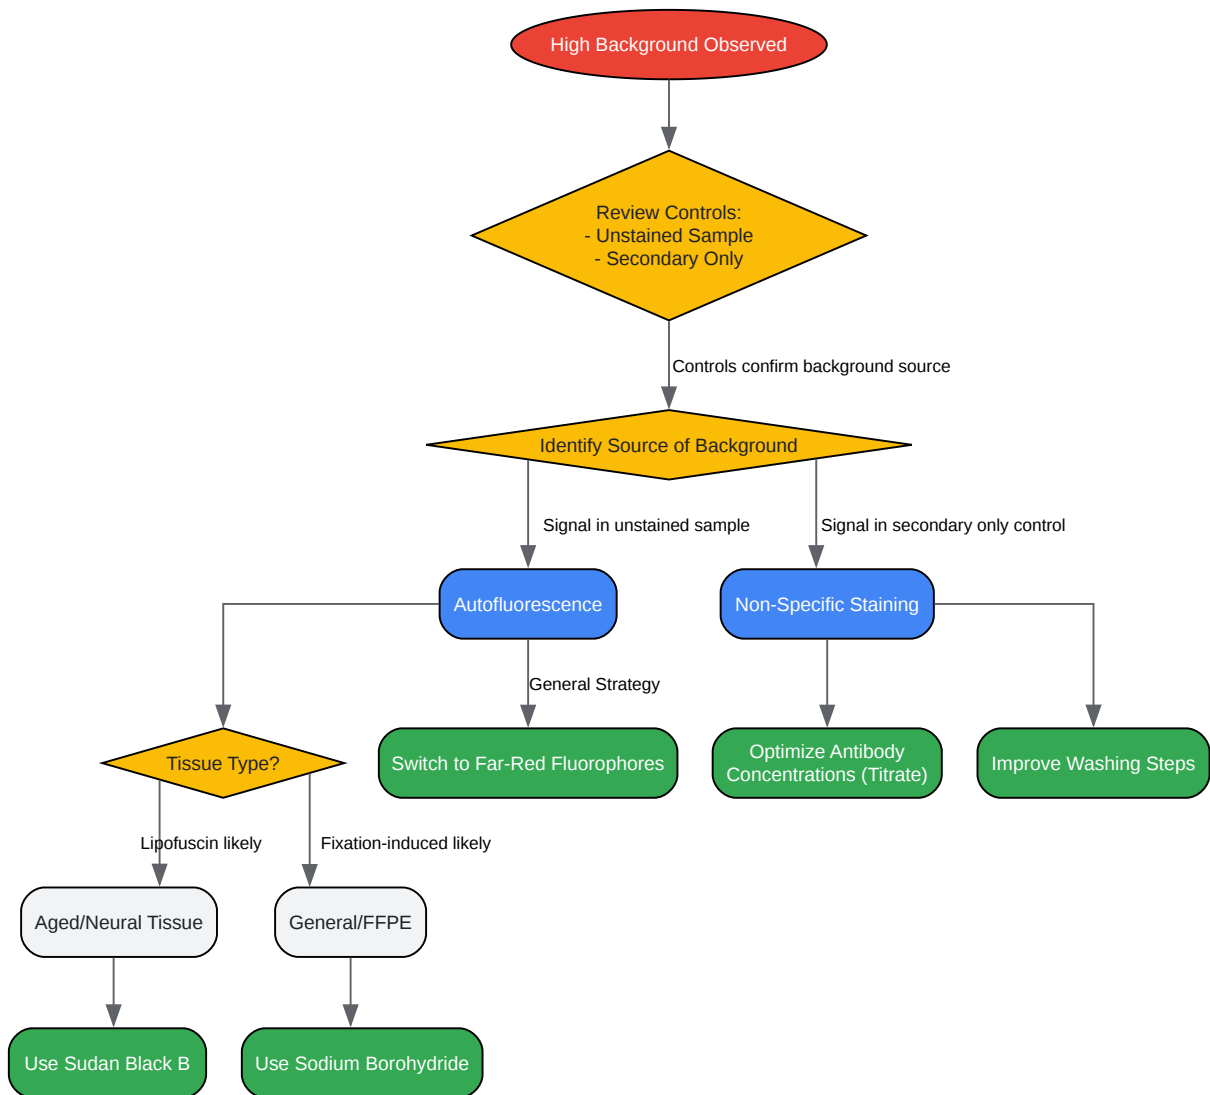 High Background Observed
Review Controls:
- Unstained Sample
- Secondary Only
Controls confirm background source
Identify Source of Background
Signal in unstained sample
Signal in secondary only control
Autofluorescence
Non-Specific Staining
General Strategy
Tissue Type?
Switch to Far-Red Fluorophores
Optimize Antibody
Concentrations (Titrate)
Improve Washing Steps
Lipofuscin likely
Fixation-induced likely
Aged/Neural Tissue
General/FFPE
Use Sudan Black B
Use Sodium Borohydride